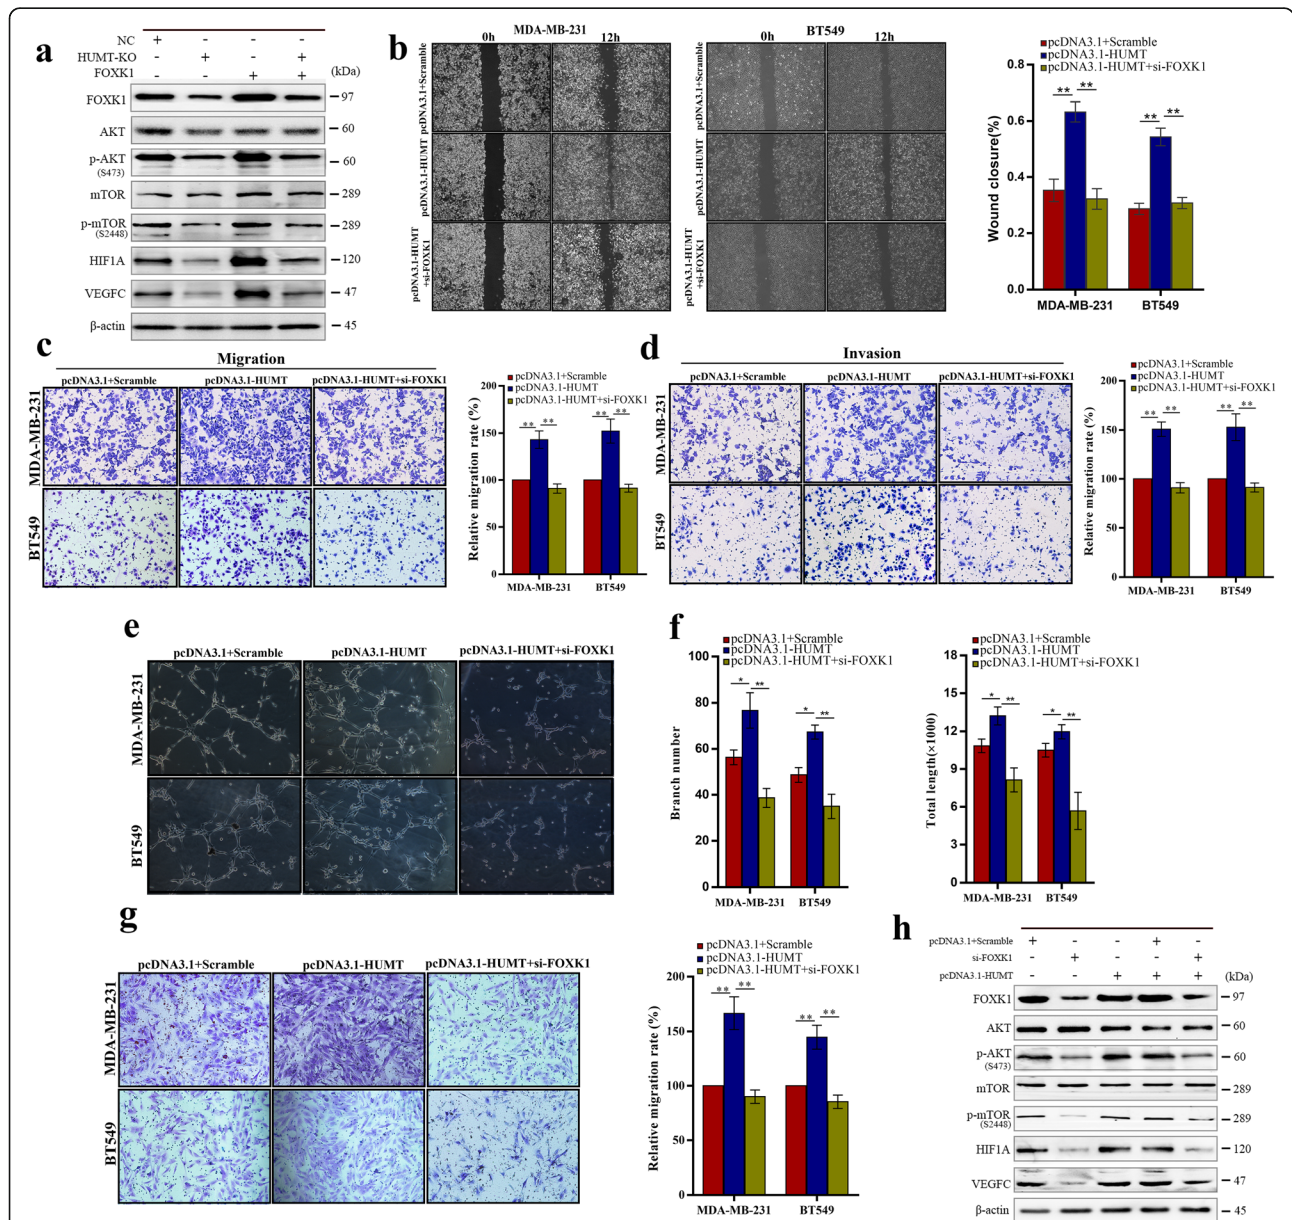 a
NC + - - -
HUMT-KO - + - +
FOXK1 - - + + (kDa)
FOXK1 97
AKT 60
p-AKT 60
(S473)
mTOR 289
p-mTOR 289
(S2448)
HIF1A 120
VEGFC 47
β-actin 45
b
MDA-MB-231
0h 12h
BT549
0h 12h
pcDNA3.1+Scramble
pcDNA3.1-HUMT
pcDNA3.1-HUMT
+si-FOXK1
pcDNA3.1+Scramble
pcDNA3.1-HUMT
pcDNA3.1-HUMT
+si-FOXK1
pcDNA3.1+Scramble
pcDNA3.1-HUMT
pcDNA3.1-HUMT+si-FOXK1
Wound closure(%)
0.8
0.6
0.4
0.2
0.0
** ** ** **
MDA-MB-231 BT549
c
Migration
pcDNA3.1+Scramble pcDNA3.1-HUMT pcDNA3.1-HUMT+si-FOXK1
MDA-MB-231
BT549
pcDNA3.1+Scramble
pcDNA3.1-HUMT
pcDNA3.1-HUMT+si-FOXK1
Relative migration rate (%)
200
150
100
50
0
** ** ** **
MDA-MB-231 BT549
d
Invasion
pcDNA3.1+Scramble pcDNA3.1-HUMT pcDNA3.1-HUMT+si-FOXK1
MDA-MB-231
BT549
pcDNA3.1+Scramble
pcDNA3.1-HUMT
pcDNA3.1-HUMT+si-FOXK1
Relative migration rate (%)
200
150
100
50
0
** ** ** **
MDA-MB-231 BT549
e
pcDNA3.1+Scramble pcDNA3.1-HUMT pcDNA3.1-HUMT+si-FOXK1
MDA-MB-231
BT549
f
pcDNA3.1+Scramble
pcDNA3.1-HUMT
pcDNA3.1-HUMT+si-FOXK1
Branch number
100
80
60
40
20
0
* ** * **
MDA-MB-231 BT549
pcDNA3.1+Scramble
pcDNA3.1-HUMT
pcDNA3.1-HUMT+si-FOXK1
Total length(×1000)
18
15
12
9
6
3
0
* ** * **
MDA-MB-231 BT549
g
pcDNA3.1+Scramble pcDNA3.1-HUMT pcDNA3.1-HUMT+si-FOXK1
MDA-MB-231
BT549
pcDNA3.1+Scramble
pcDNA3.1-HUMT
pcDNA3.1-HUMT+si-FOXK1
Relative migration rate (%)
200
150
100
50
0
** ** ** **
MDA-MB-231 BT549
h
pcDNA3.1+Scramble + - - + -
si-FOXK1 - + - - +
pcDNA3.1-HUMT - - + + + (kDa)
FOXK1 97
AKT 60
p-AKT 60
(S473)
mTOR 289
p-mTOR 289
(S2448)
HIF1A 120
VEGFC 47
β-actin 45